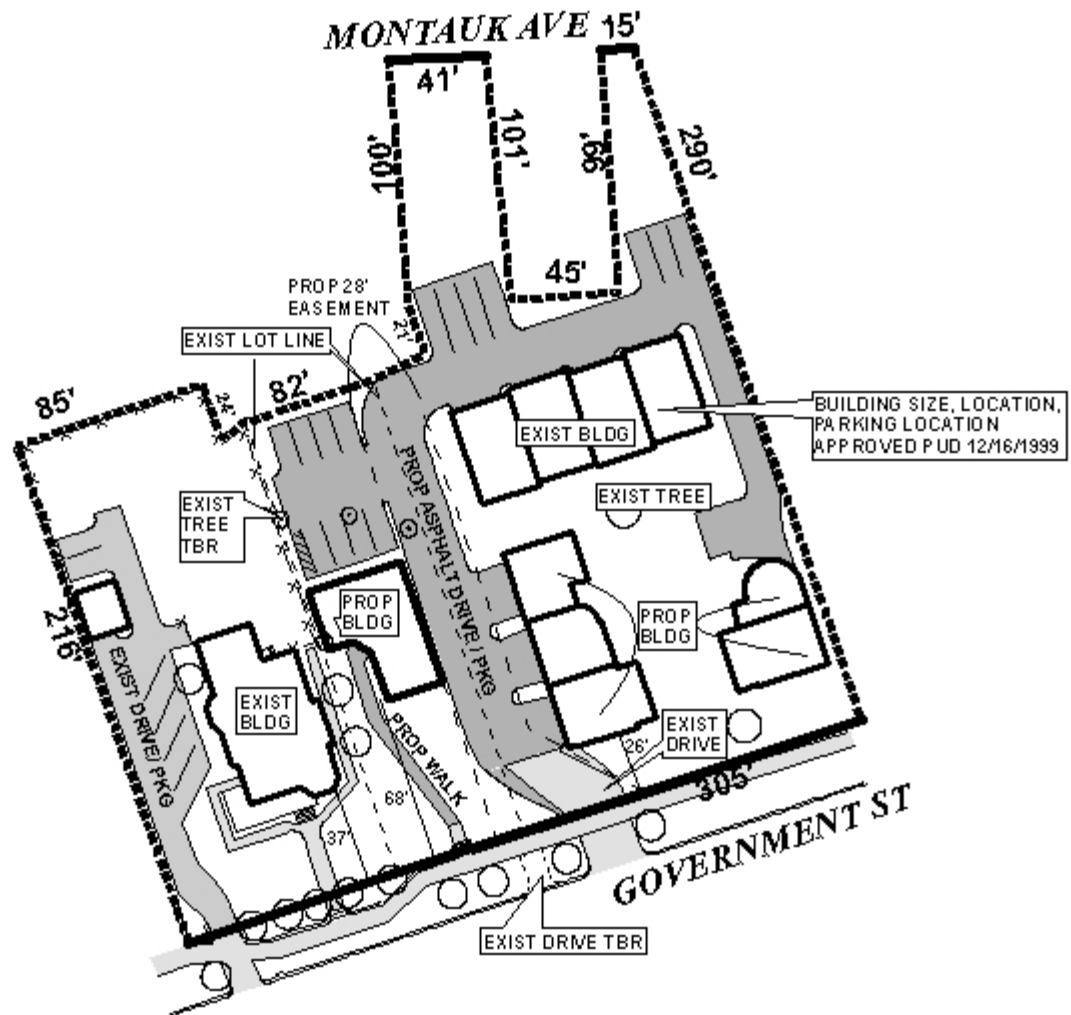 MONTAUK AVE 15'
41'
100'
101'
99'
290'
45'
PROP 28'
EASEMENT
21'
EXIST LOT LINE
85'
24'
82'
BUILDING SIZE, LOCATION,
PARKING LOCATION
APPROVED PUD 12/16/1999
EXIST BLDG
EXIST
TREE
TBR
EXIST TREE
PROP ASPHALT DRIVE / PKG
PROP
BLDG
PROP
BLDG
216'
EXIST DRIVE/ PKG
EXIST
BLDG
PROP WALK
EXIST
DRIVE
26'
305'
68'
37'
GOVERNMENT ST
EXIST DRIVE TBR